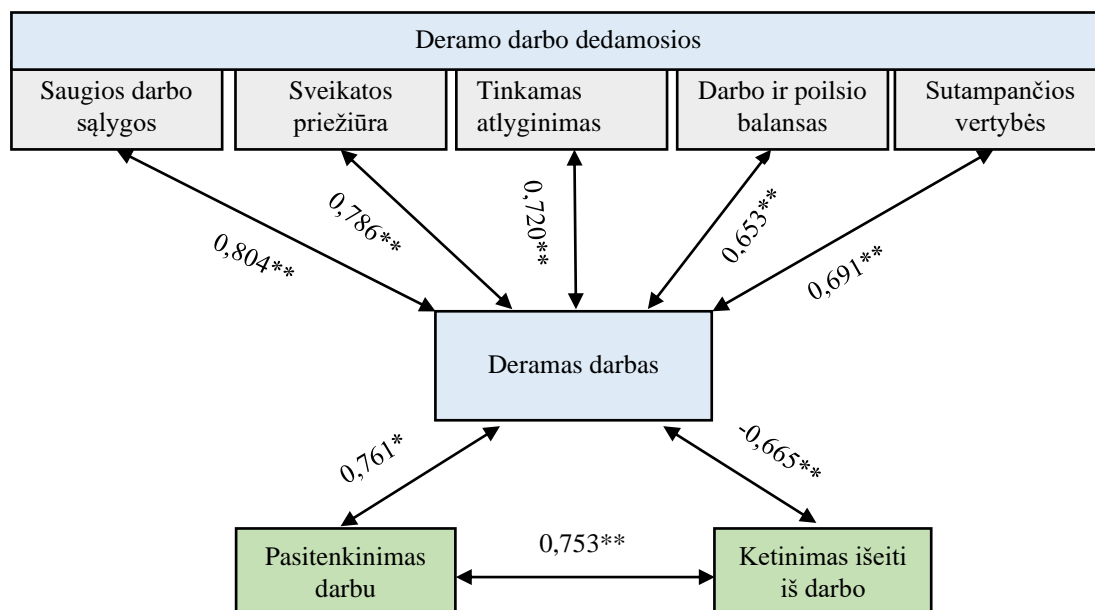 Deramo darbo dedamosios
Saugios darbo
sąlygos
Sveikatos
priežiūra
Tinkamas
atlyginimas
Darbo ir poilsio
balansas
Sutampančios
vertybės
0,804**
0,786**
0,720**
0,653**
0,691**
Deramas darbas
0,761*
-0,665**
Pasitenkinimas
darbu
0,753**
Ketinimas išeiti
iš darbo